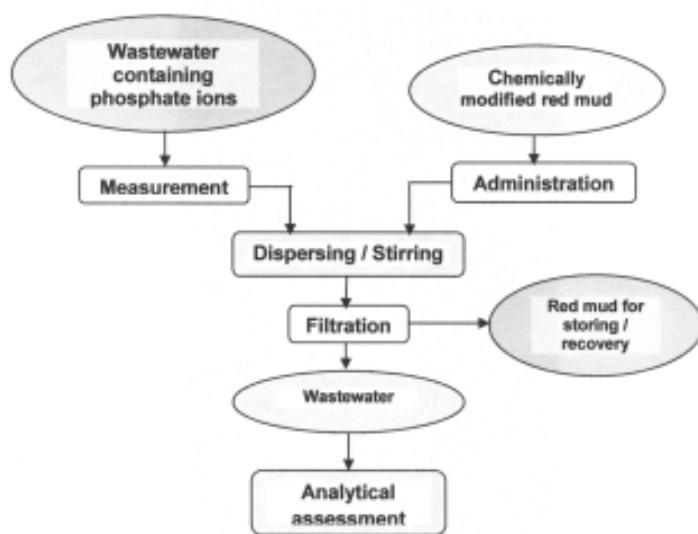 Wastewater
containing
phosphate ions
Chemically
modified red mud
Measurement
Administration
Dispersing / Stirring
Filtration
Red mud for
storing /
recovery
Wastewater
Analytical
assessment